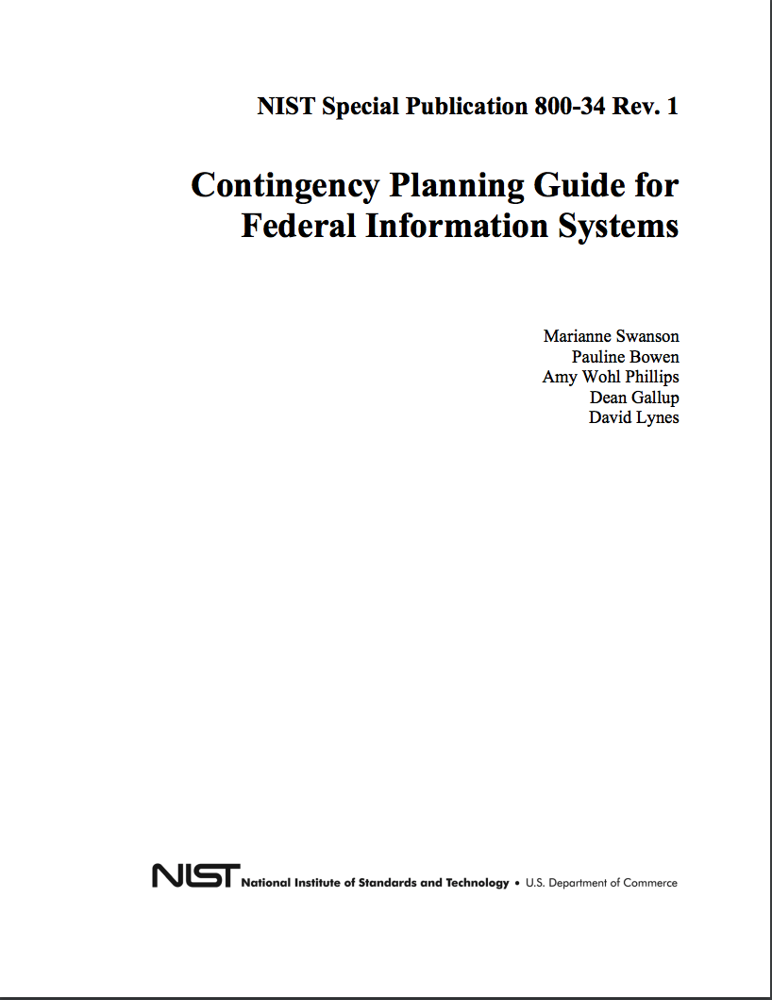 NIST Special Publication 800-34 Rev. 1
Contingency Planning Guide for
Federal Information Systems
Marianne Swanson
Pauline Bowen
Amy Wohl Phillips
Dean Gallup
David Lynes
NIST National Institute of Standards and Technology • U.S. Department of Commerce